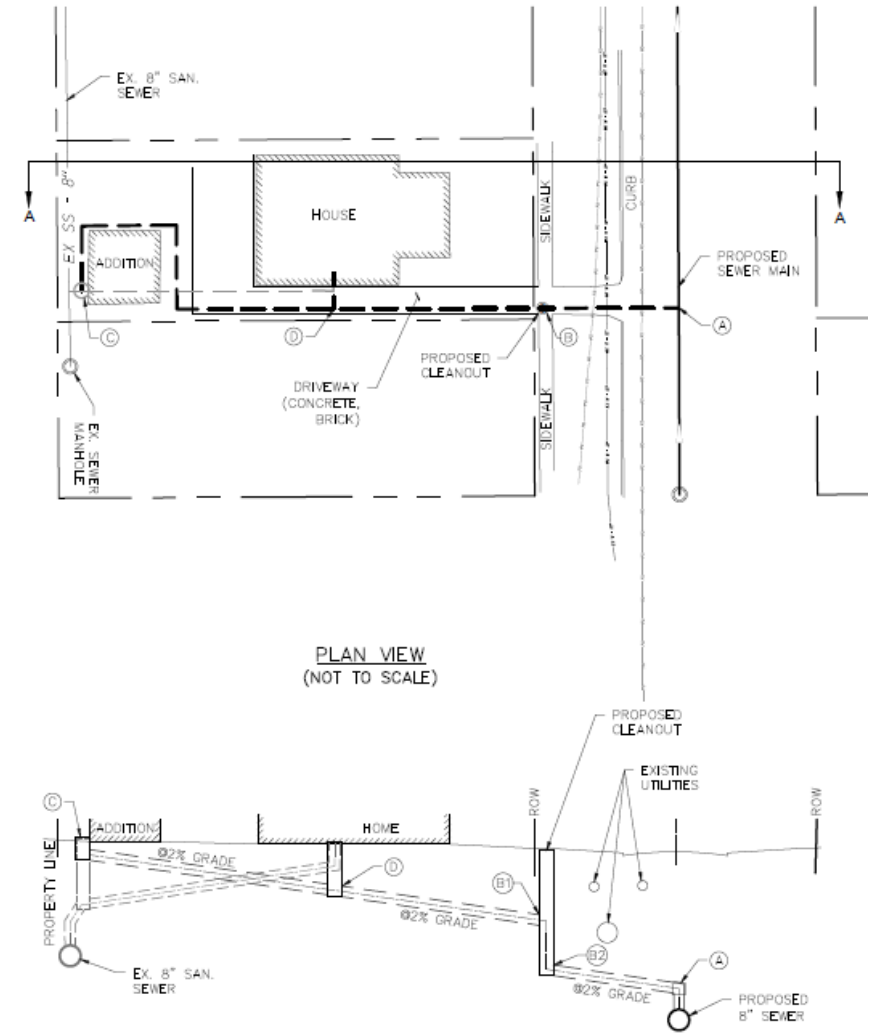 EX. 8" SAN.
SEWER
A
A
HOUSE
SIDEWALK
CURB
EX SS - 8"
ADDITION
PROPOSED
SEWER MAIN
C
D
B
A
PROPOSED
CLEANOUT
DRIVEWAY
(CONCRETE,
BRICK)
SIDEWALK
EX. SEWER
MANHOLE
PLAN VIEW
(NOT TO SCALE)
PROPOSED
CLEANOUT
EXISTING
UTILITIES
C
ROW
ROW
ADDITION
HOME
@2% GRADE
D
PROPERTY LINE
B1
@2% GRADE
B2
A
EX. 8" SAN.
SEWER
@2% GRADE
PROPOSED
8" SEWER